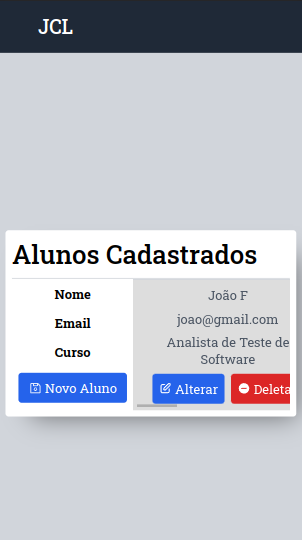 JCL
Alunos Cadastrados
Nome
João F
Email
joao@gmail.com
Curso
Analista de Teste de
Software
Novo Aluno
Alterar
Deleta